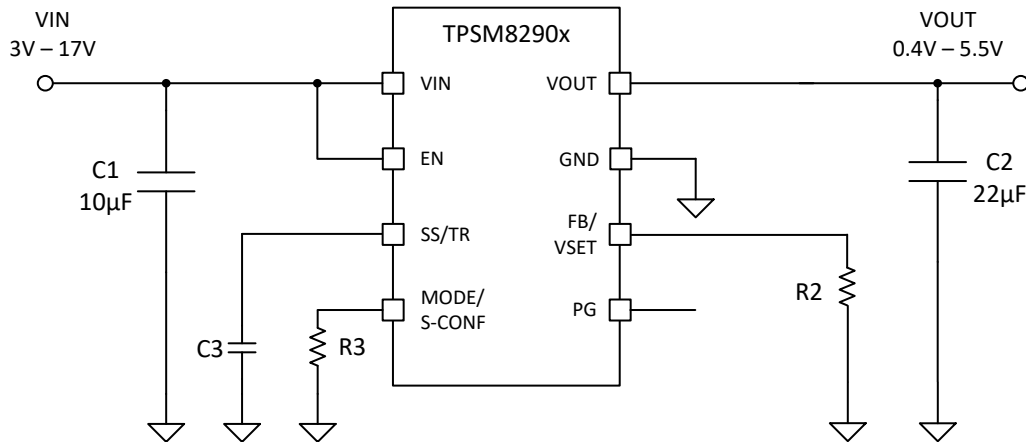 VIN
3V – 17V
TPSM8290x
VOUT
0.4V – 5.5V
VIN
VOUT
EN
GND
C1
10µF
C2
22µF
SS/TR
FB/
VSET
MODE/
S-CONF
PG
R2
C3
R3